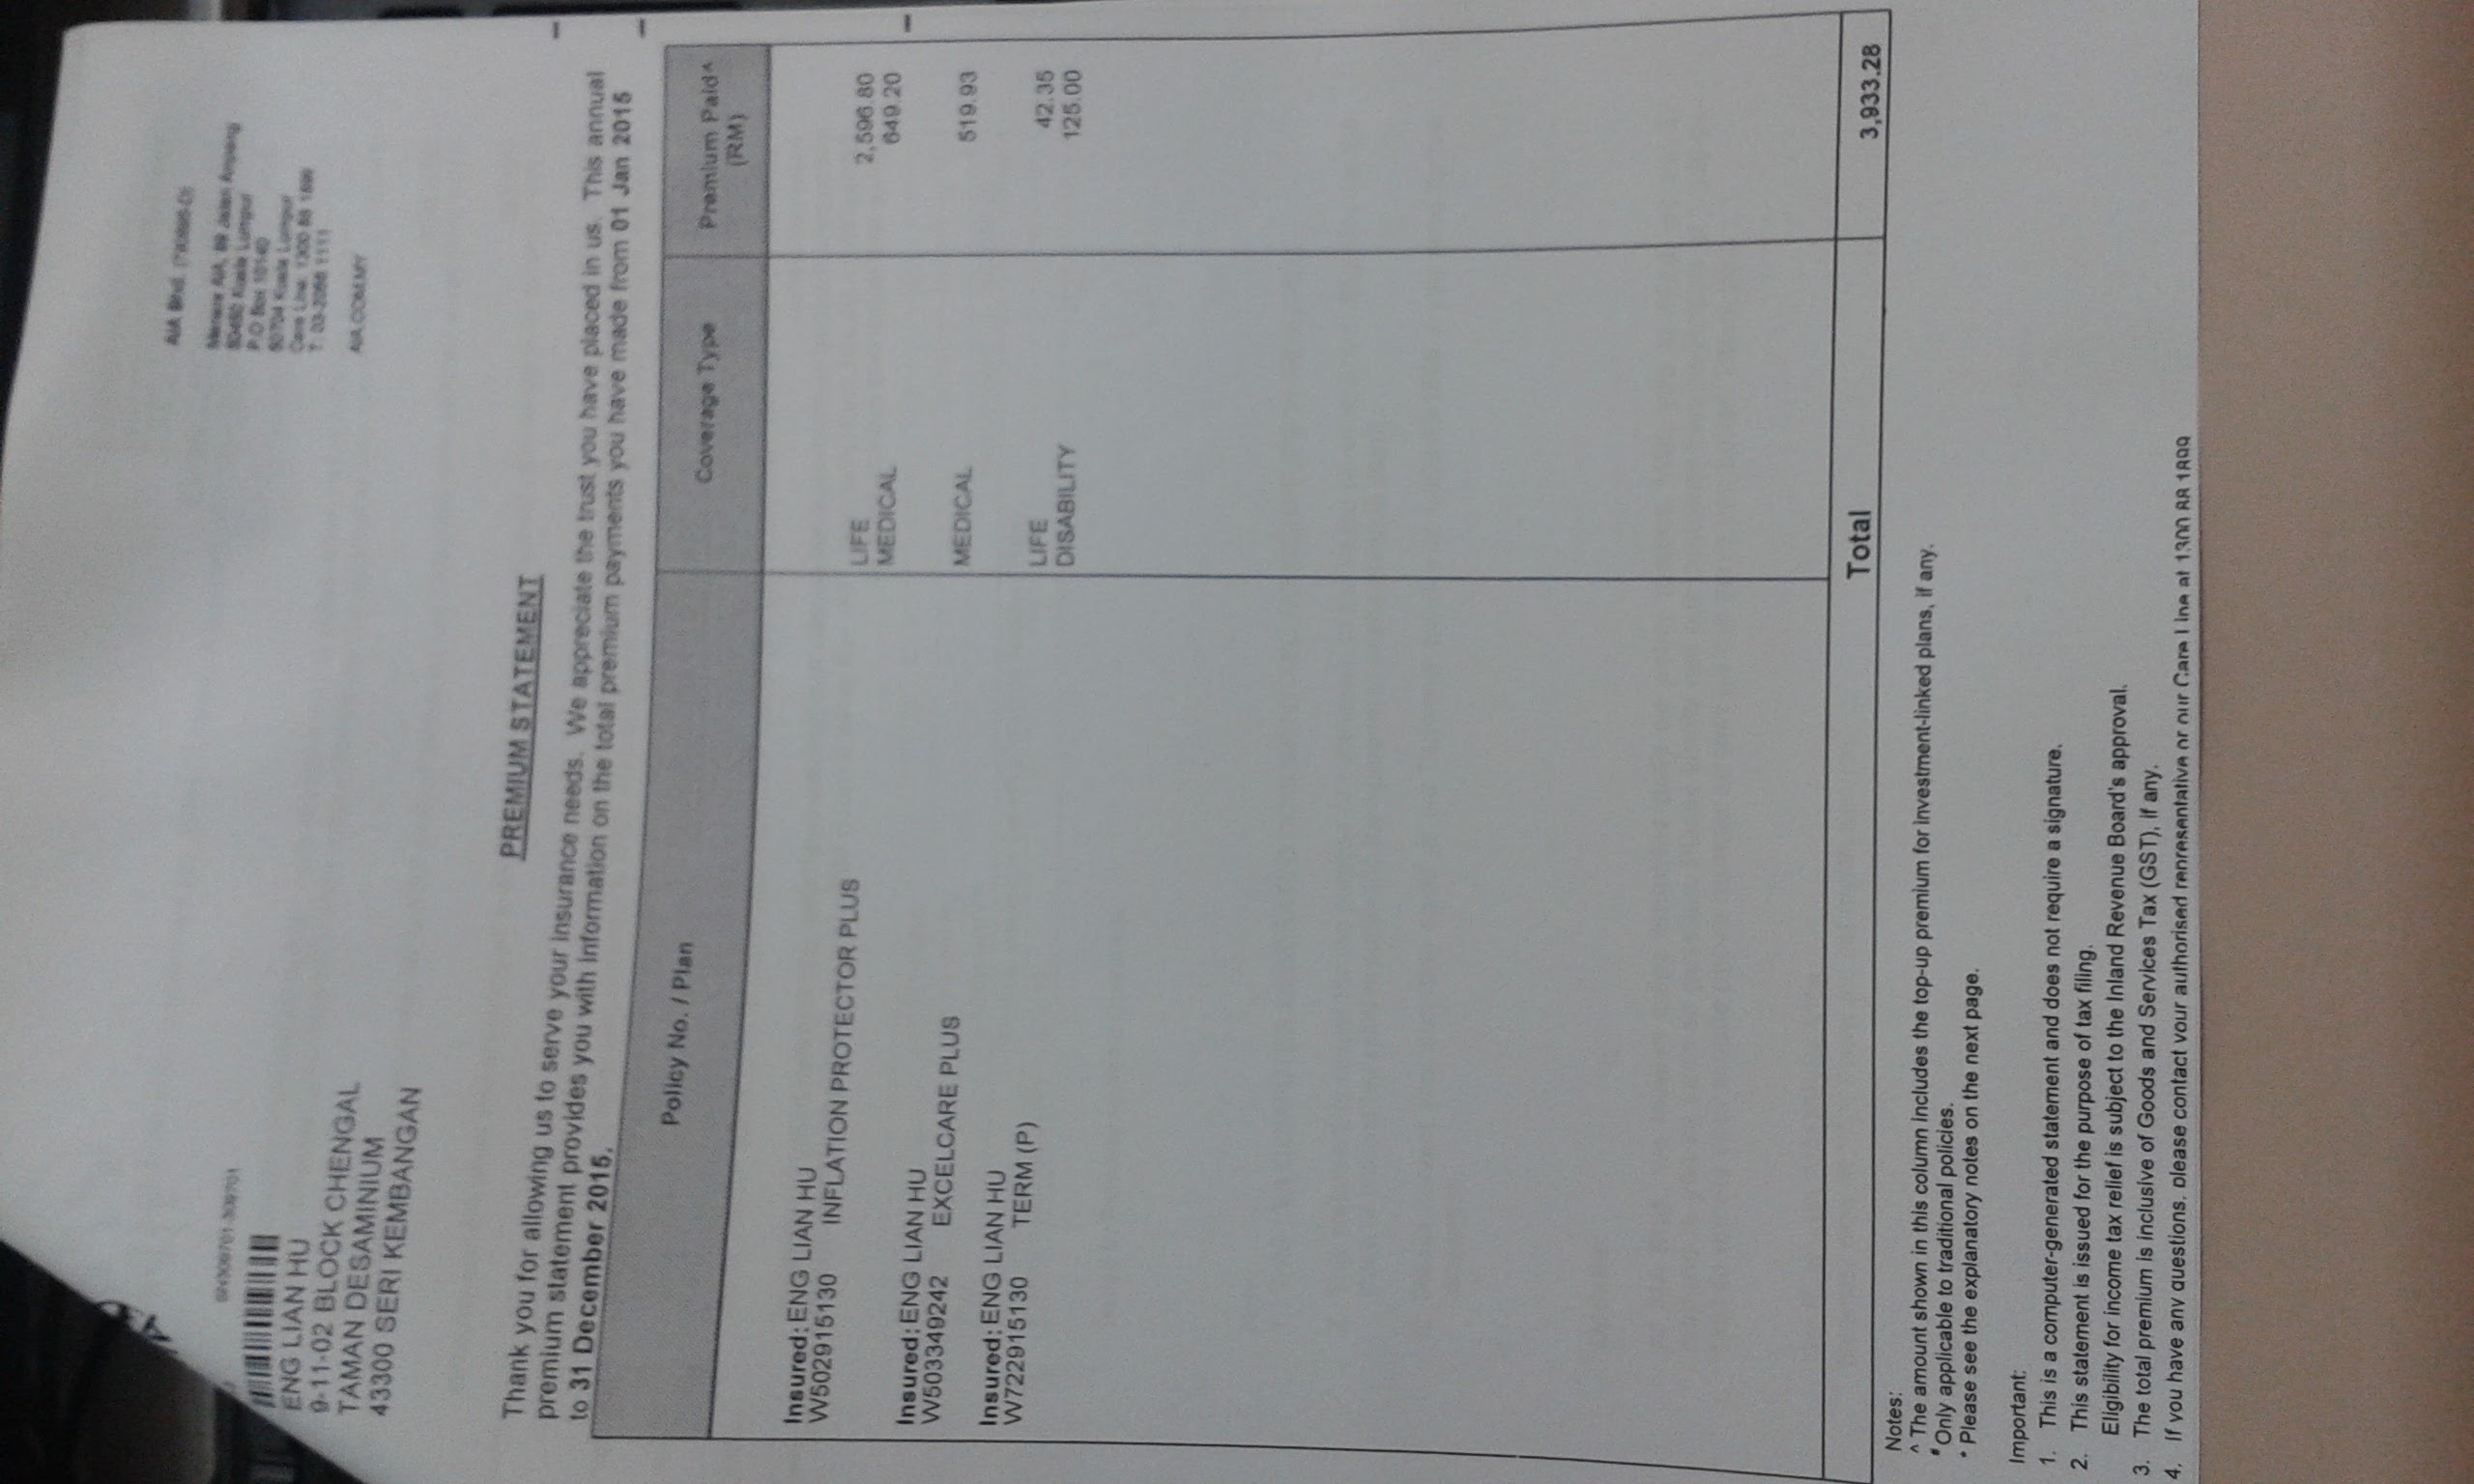 SN309701-309701
AIA Bhd.
Menara AIA, 99 Jalan Ampang
50450 Kuala Lumpur
P.O Box 10140
50704 Kuala Lumpur
Care Line: 1300 88 1899
T: 03-2056 1111
AIA.COM.MY
ENG LIAN HU
9-11-02 BLOCK CHENGAL
TAMAN DESAMINIUM
43300 SERI KEMBANGAN
PREMIUM STATEMENT
Thank you for allowing us to serve your insurance needs. We appreciate the trust you have placed in us. This annual
premium statement provides you with information on the total premium payments you have made from 01 Jan 2015
to 31 December 2015.
Policy No. / Plan Coverage Type Premium Paid^
(RM)
Insured: ENG LIAN HU
W502915130 INFLATION PROTECTOR PLUS
LIFE 2,596.80
MEDICAL 649.20
Insured: ENG LIAN HU
W503349242 EXCELCARE PLUS
MEDICAL 519.93
Insured: ENG LIAN HU
W722915130 TERM (P)
LIFE 42.35
DISABILITY 125.00
Total 3,933.28
Notes:
^ The amount shown in this column includes the top-up premium for investment-linked plans, if any.
# Only applicable to traditional policies.
* Please see the explanatory notes on the next page.
Important:
1. This is a computer-generated statement and does not require a signature.
2. This statement is issued for the purpose of tax filing.
Eligibility for income tax relief is subject to the Inland Revenue Board's approval.
3. The total premium is inclusive of Goods and Services Tax (GST), if any.
4. If you have any questions, please contact your authorised representative or our Care Line at 1300 88 1899